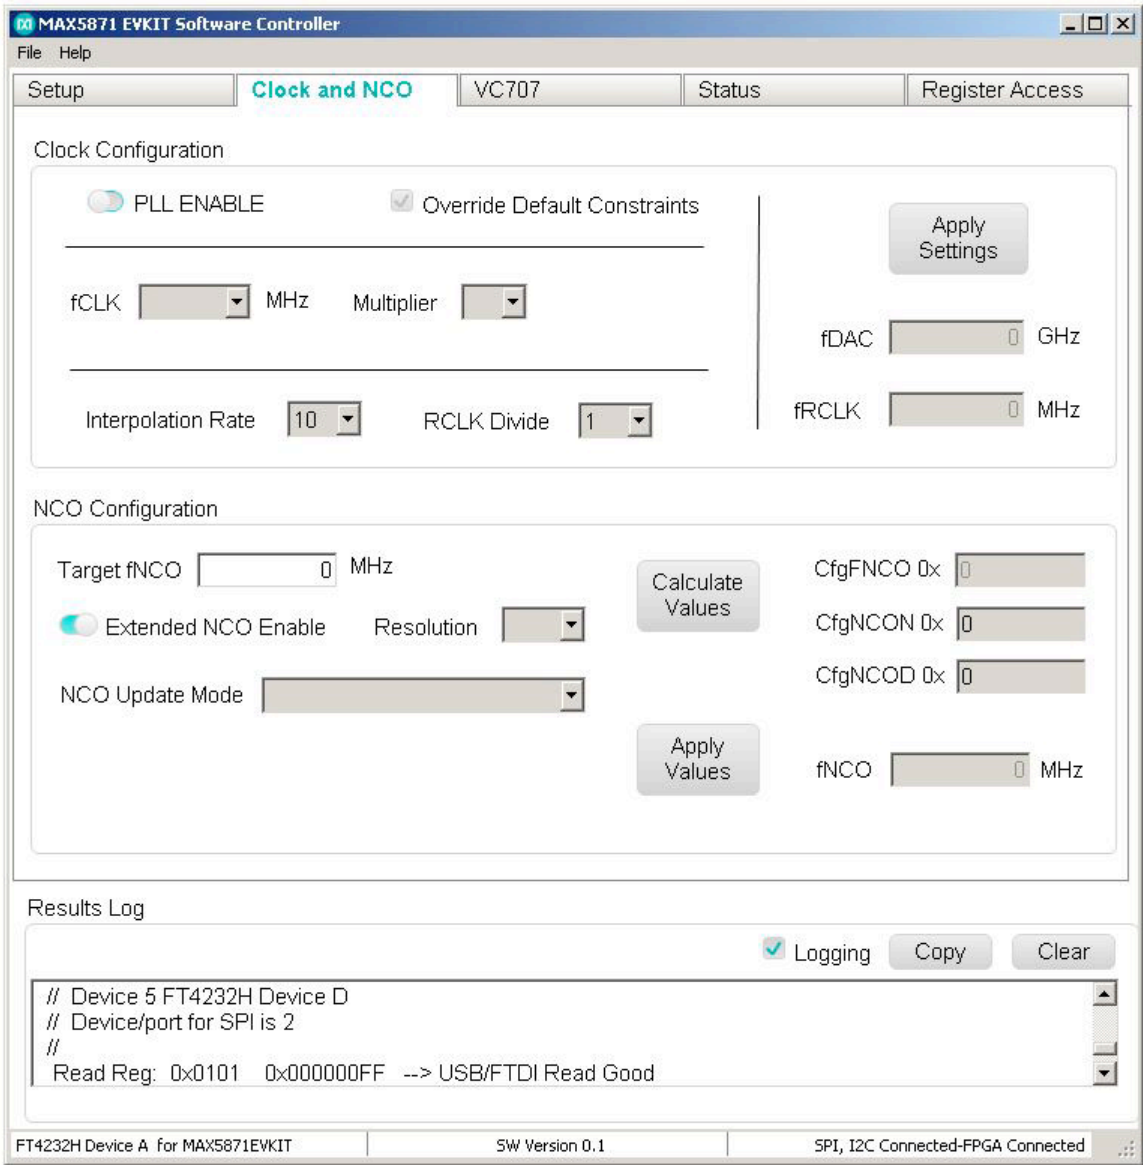 MAX5871 EVKIT Software Controller
File Help
Setup Clock and NCO VC707 Status Register Access
Clock Configuration
PLL ENABLE Override Default Constraints
Apply
Settings
fCLK MHz Multiplier
fDAC 0 GHz
Interpolation Rate 10 RCLK Divide 1
fRCLK 0 MHz
NCO Configuration
Target fNCO 0 MHz
Calculate
Values
CfgFNCO 0x 0
Extended NCO Enable Resolution
CfgNCON 0x 0
CfgNCOD 0x 0
NCO Update Mode
Apply
Values
fNCO 0 MHz
Results Log
Logging Copy Clear
// Device 5 FT4232H Device D
// Device/port for SPI is 2
//
Read Reg: 0x0101 0x000000FF --> USB/FTDI Read Good
FT4232H Device A for MAX5871EVKIT SW Version 0.1 SPI, I2C Connected-FPGA Connected